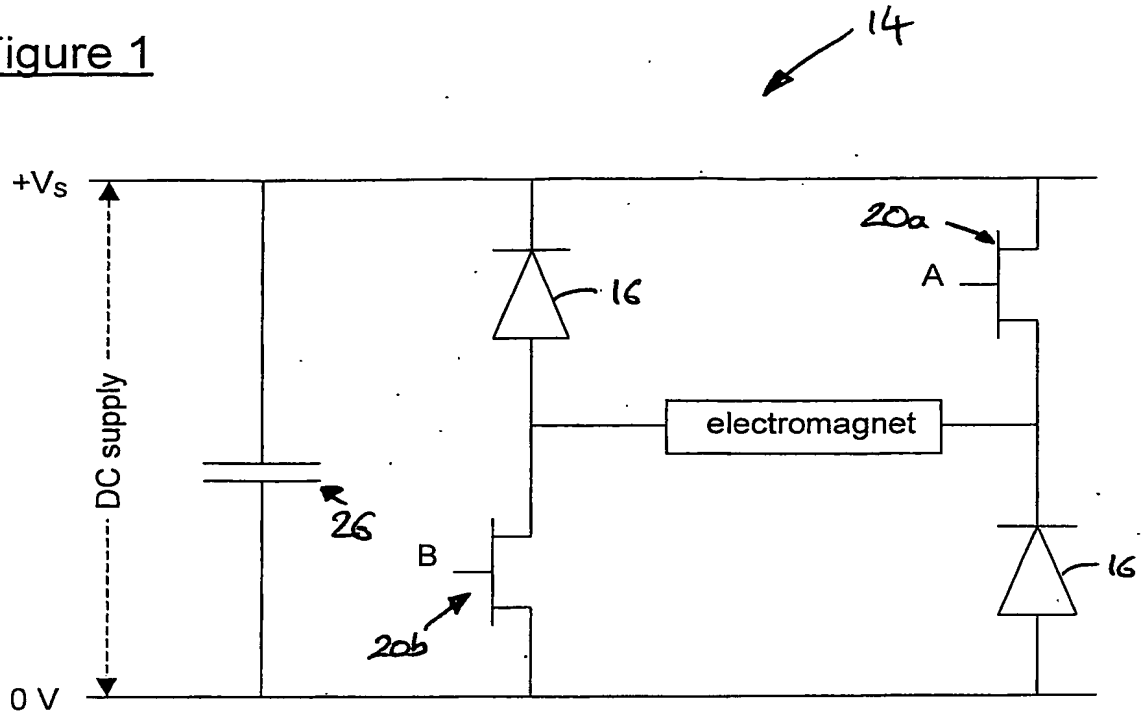 Figure 1
14
+Vs
20a
A
16
DC supply
electromagnet
26
B
16
20b
0 V